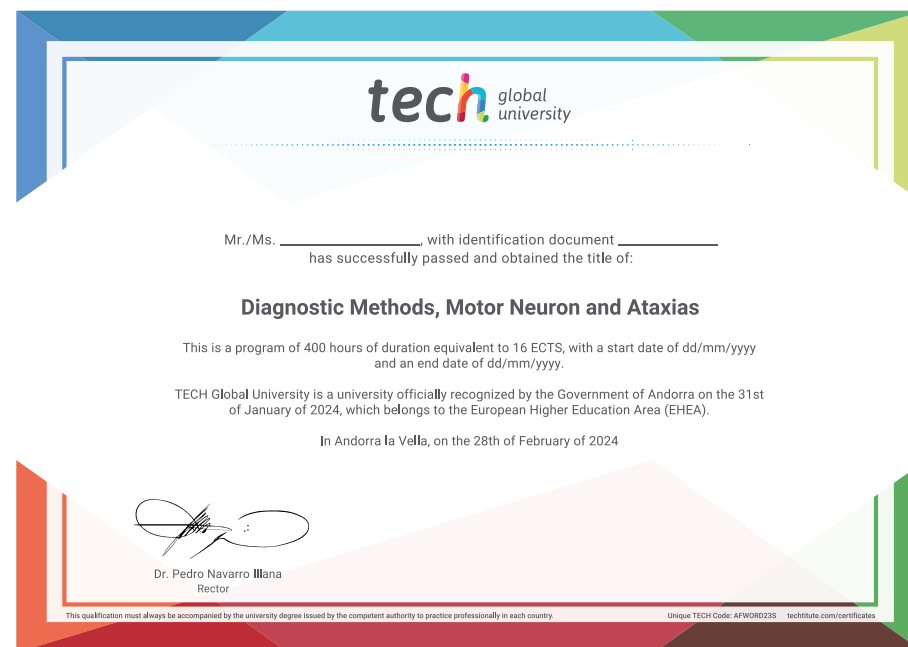 tech global university
Mr./Ms. ____________, with identification document ____________
has successfully passed and obtained the title of:
Diagnostic Methods, Motor Neuron and Ataxias
This is a program of 400 hours of duration equivalent to 16 ECTS, with a start date of dd/mm/yyyy
and an end date of dd/mm/yyyy.
TECH Global University is a university officially recognized by the Government of Andorra on the 31st
of January of 2024, which belongs to the European Higher Education Area (EHEA).
In Andorra la Vella, on the 28th of February of 2024
Dr. Pedro Navarro Illana
Rector
This qualification must always be accompanied by the university degree issued by the competent authority to practice professionally in each country.
Unique TECH Code: AFWORD23S techtitute.com/certificates